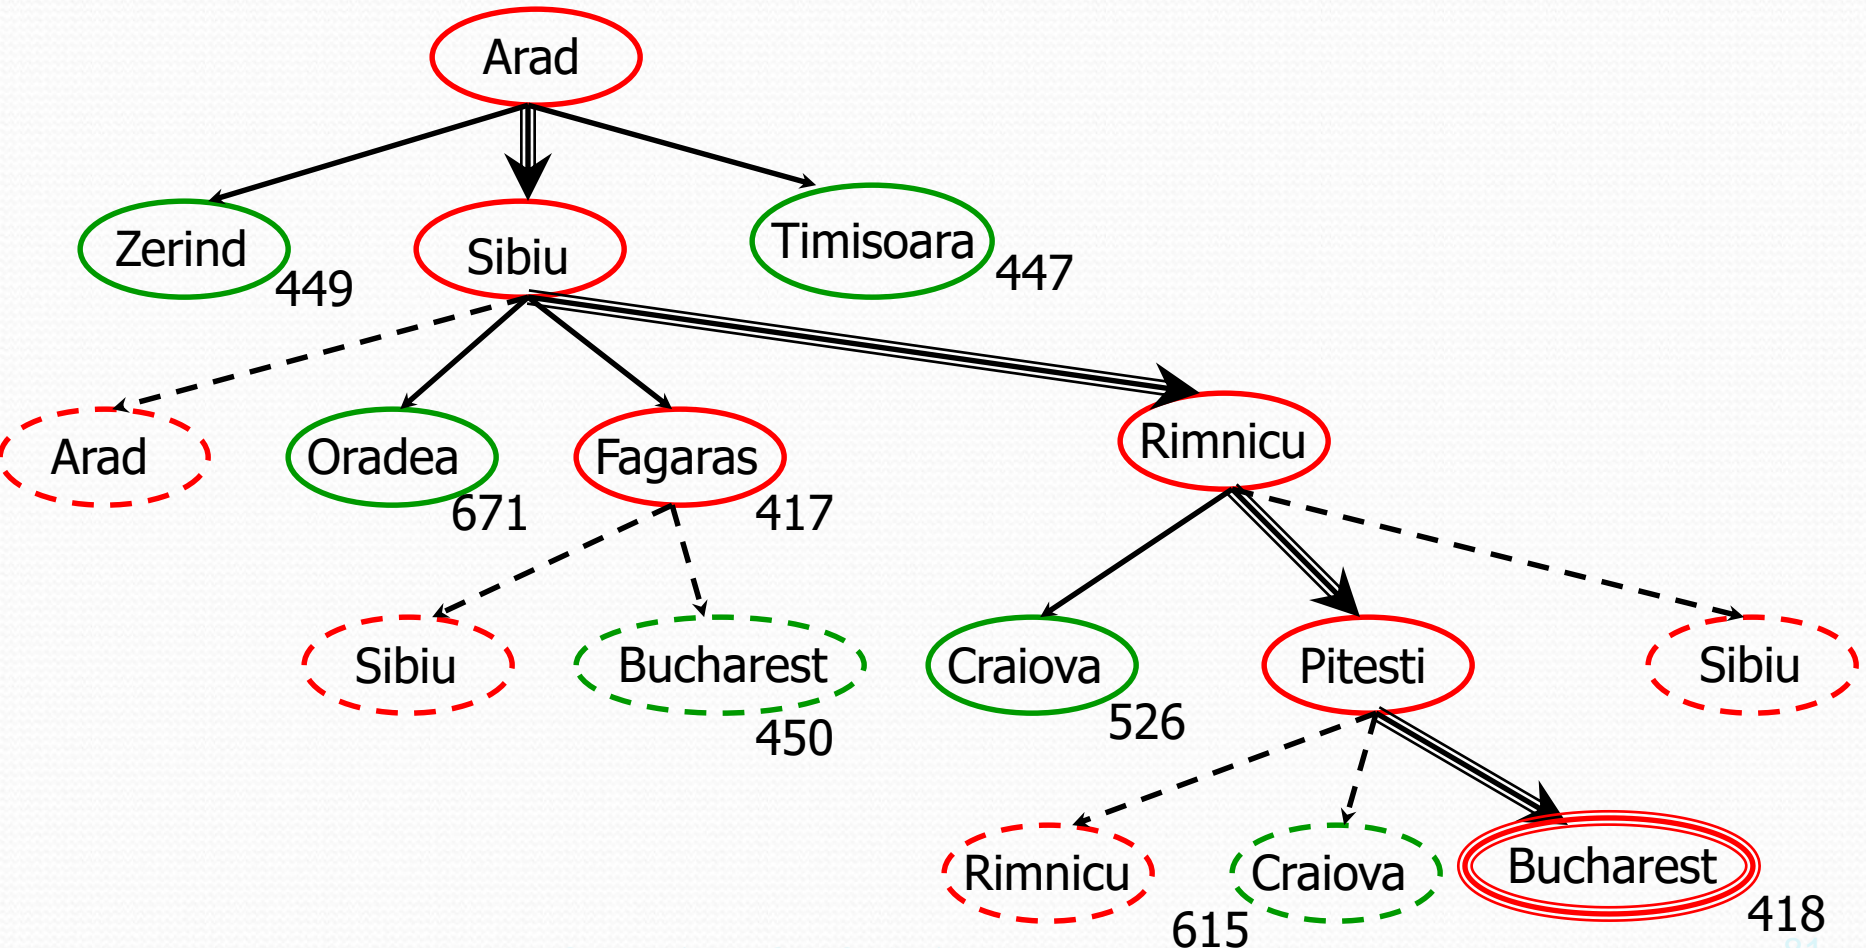 Arad
Zerind
449
Sibiu
Timisoara
447
Arad
Oradea
671
Fagaras
417
Rimnicu
Sibiu
Bucharest
450
Craiova
526
Pitesti
Sibiu
Rimnicu
Craiova
615
Bucharest
418
81